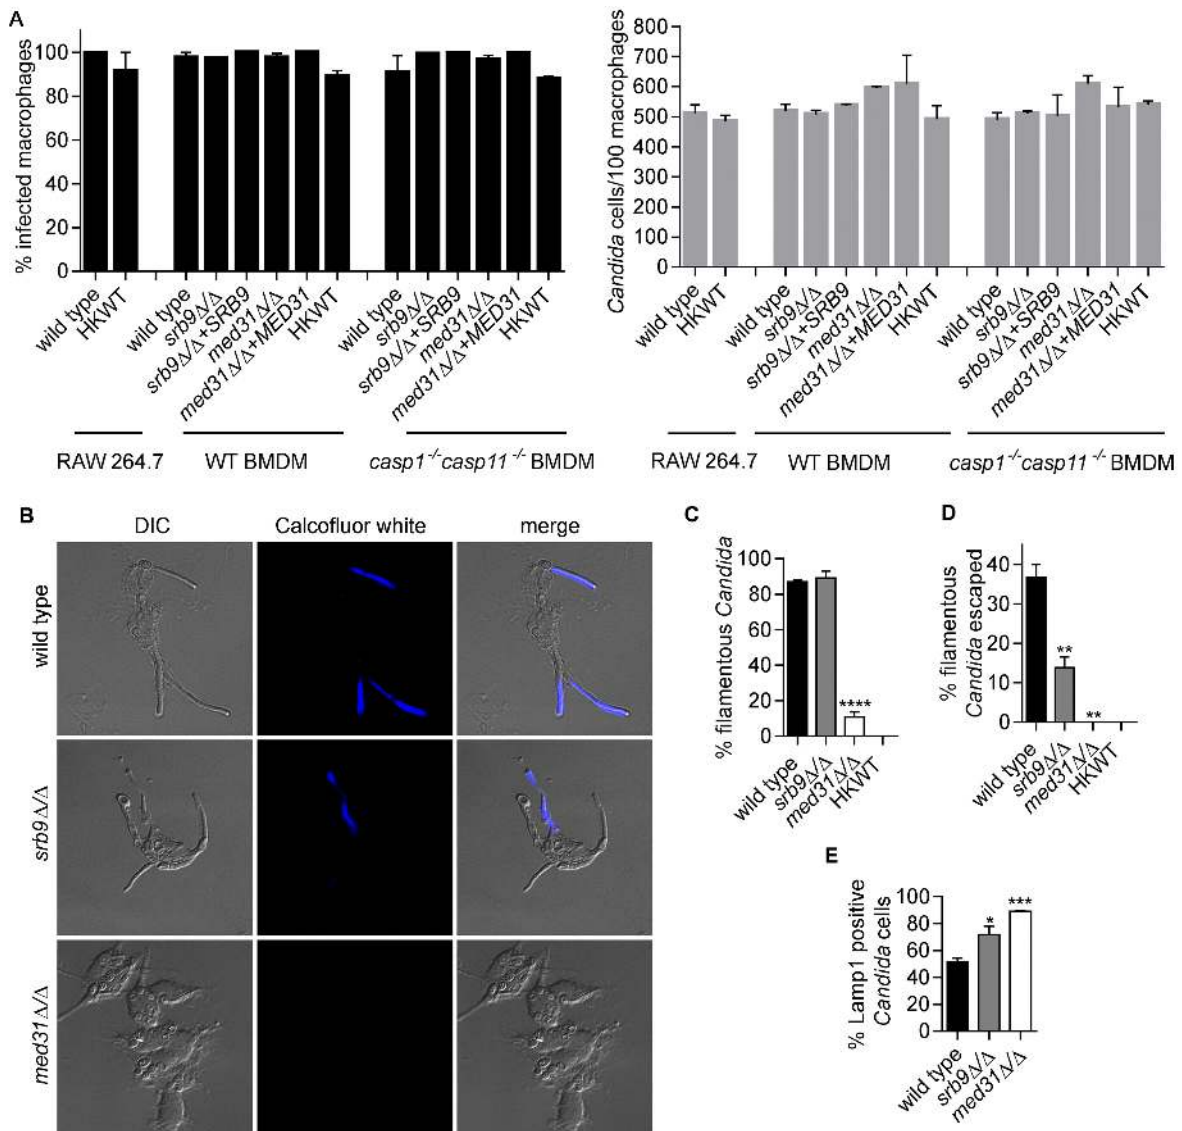 A
% infected macrophages
100
80
60
40
20
0
wild type
HKWT
wild type
srb9Δ/Δ
srb9Δ/Δ+SRB9
med31Δ/Δ
med31Δ/Δ+MED31
HKWT
wild type
srb9Δ/Δ
srb9Δ/Δ+SRB9
med31Δ/Δ
med31Δ/Δ+MED31
HKWT
RAW 264.7
WT BMDM
casp1-/-casp11-/- BMDM
Candida cells/100 macrophages
800
700
600
500
400
300
200
100
0
wild type
HKWT
wild type
srb9Δ/Δ
srb9Δ/Δ+SRB9
med31Δ/Δ
med31Δ/Δ+MED31
HKWT
wild type
srb9Δ/Δ
srb9Δ/Δ+SRB9
med31Δ/Δ
med31Δ/Δ+MED31
HKWT
RAW 264.7
WT BMDM
casp1-/-casp11-/- BMDM
B
DIC
Calcofluor white
merge
wild type
srb9Δ/Δ
med31Δ/Δ
C
% filamentous Candida
100
80
60
40
20
0
****
wild type
srb9Δ/Δ
med31Δ/Δ
HKWT
D
% filamentous
Candida escaped
40
30
20
10
0
**
**
wild type
srb9Δ/Δ
med31Δ/Δ
HKWT
E
% Lamp1 positive
Candida cells
100
80
60
40
20
0
*
***
wild type
srb9Δ/Δ
med31Δ/Δ